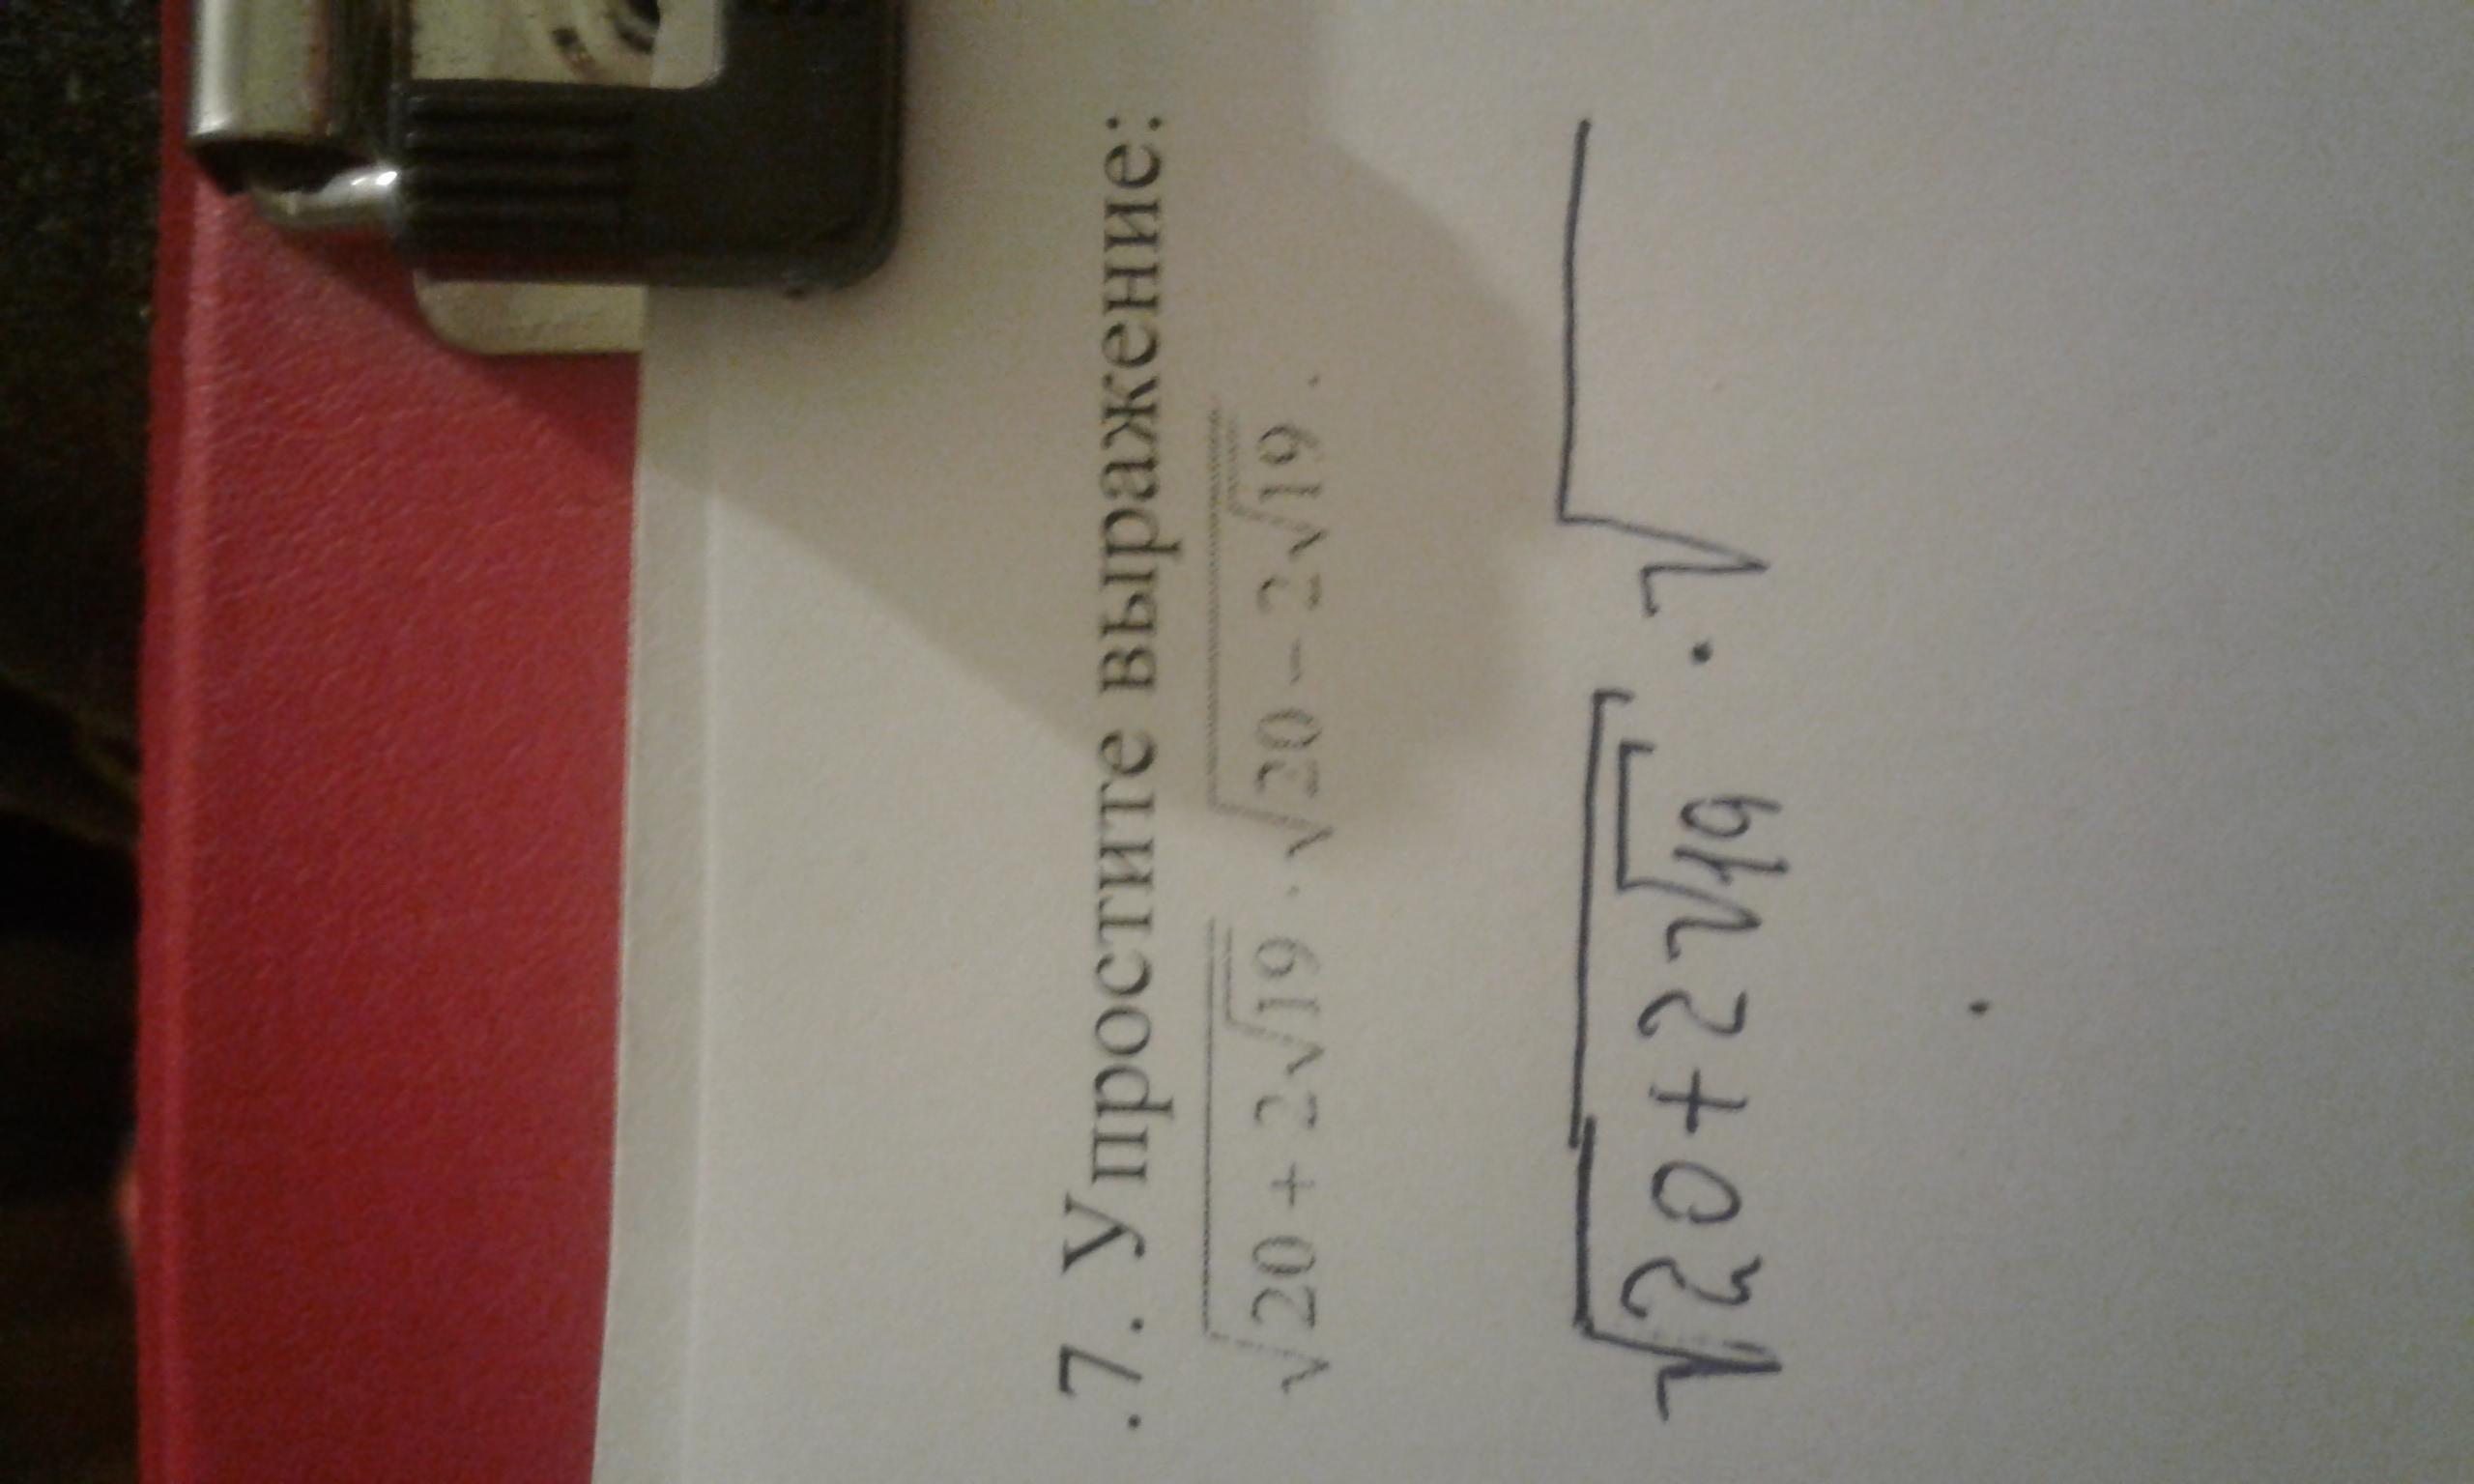 .7. Упростите выражение:
√20 + 2√19 · √20 − 2√19 .
√20 + 2√19 · √